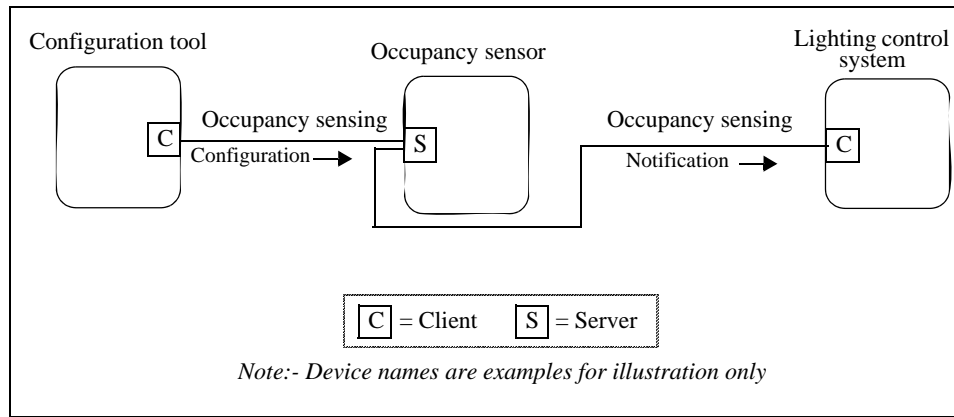 Configuration tool
Occupancy sensor
Lighting control
system
C
Occupancy sensing
Configuration
S
Occupancy sensing
Notification
C
C = Client S = Server
Note:- Device names are examples for illustration only